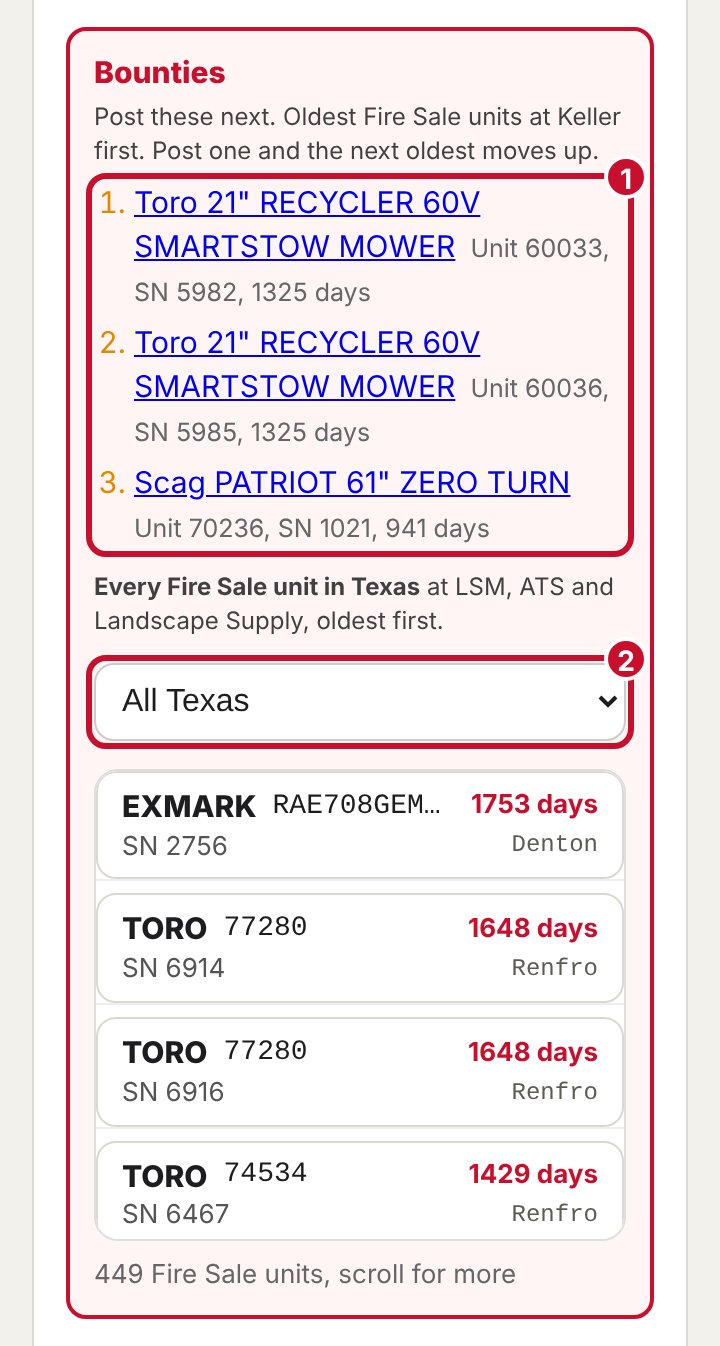 Bounties
Post these next. Oldest Fire Sale units at Keller
first. Post one and the next oldest moves up.
1
1. Toro 21" RECYCLER 60V
SMARTSTOW MOWER Unit 60033,
SN 5982, 1325 days
2. Toro 21" RECYCLER 60V
SMARTSTOW MOWER Unit 60036,
SN 5985, 1325 days
3. Scag PATRIOT 61" ZERO TURN
Unit 70236, SN 1021, 941 days
Every Fire Sale unit in Texas at LSM, ATS and
Landscape Supply, oldest first.
2
All Texas
EXMARK RAE708GEM… 1753 days
SN 2756 Denton
TORO 77280 1648 days
SN 6914 Renfro
TORO 77280 1648 days
SN 6916 Renfro
TORO 74534 1429 days
SN 6467 Renfro
449 Fire Sale units, scroll for more